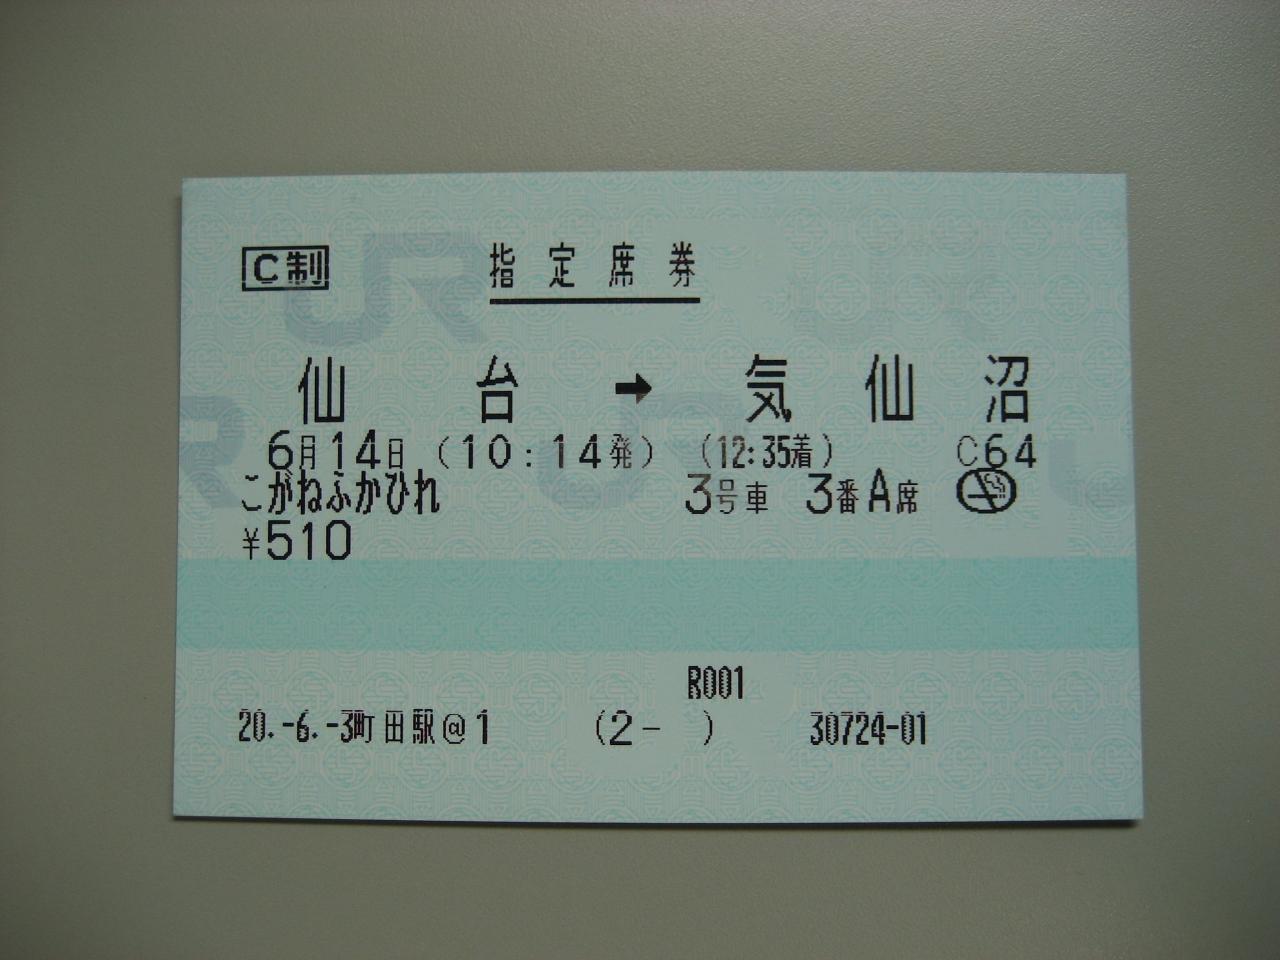 C制 指定席券
仙台 → 気仙沼
6月14日 (10:14発) (12:35着) C64
こがねふかひれ 3号車 3番A席
¥510
R001
20.-6.-3町田駅@1 (2- ) 30724-01